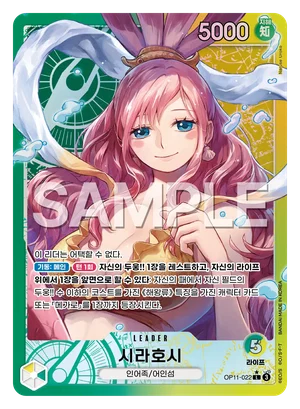 5000
지혜
知
SAMPLE
이 리더는 어택할 수 없다.
기동: 메인 턴 1회 자신의 두웅!! 1장을 레스트하고, 자신의 라이프
위에서 1장을 앞면으로 할 수 있다: 자신의 패에서 자신 필드의
두웅!! 수 이하의 코스트를 가진 《해왕류》 특징을 가진 캐릭터 카드
또는 「메가로」를 1장까지 등장시킨다.
LEADER
시라호시
인어족/어인섬
5
라이프
OP11-022 L 3